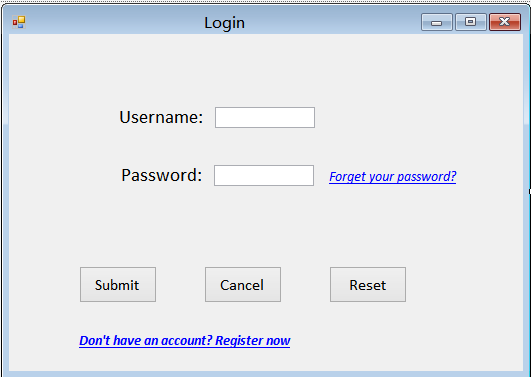 Login
Username:
Password:
Forget your password?
Submit Cancel Reset
Don't have an account? Register now